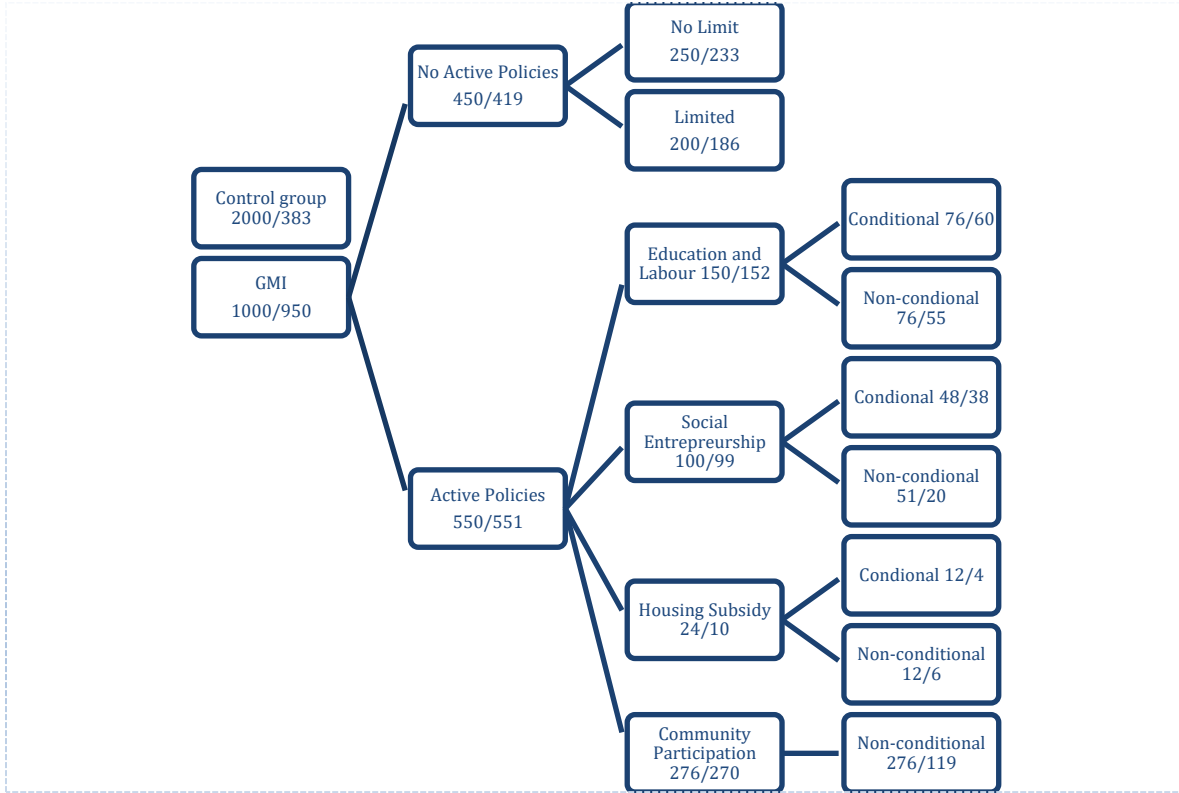 Control group
2000/383
GMI
1000/950
No Active Policies
450/419
No Limit
250/233
Limited
200/186
Active Policies
550/551
Education and
Labour 150/152
Conditional 76/60
Non-condional
76/55
Social
Entrepreurship
100/99
Condional 48/38
Non-condional
51/20
Housing Subsidy
24/10
Condional 12/4
Non-conditional
12/6
Community
Participation
276/270
Non-conditional
276/119